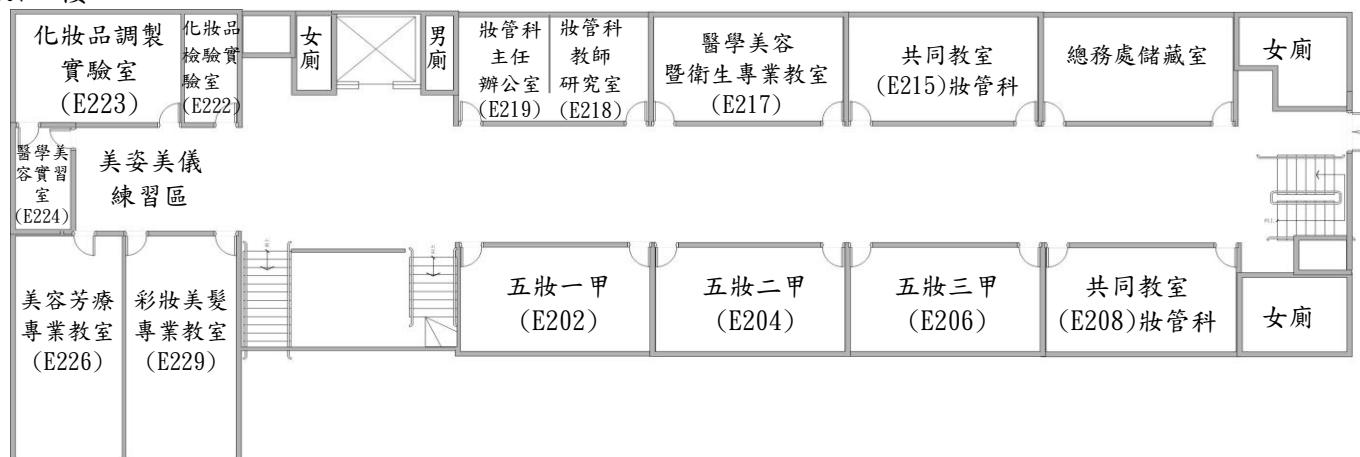 化妝品調製
實驗室
(E223)
化妝品
檢驗實
驗室
(E222)
女
廁
男
廁
妝管科
主任
辦公室
(E219)
妝管科
教師
研究室
(E218)
醫學美容
暨衛生專業教室
(E217)
共同教室
(E215)妝管科
總務處儲藏室
女廁
醫學美
容實習
室
(E224)
美姿美儀
練習區
美容芳療
專業教室
(E226)
彩妝美髮
專業教室
(E229)
五妝一甲
(E202)
五妝二甲
(E204)
五妝三甲
(E206)
共同教室
(E208)妝管科
女廁